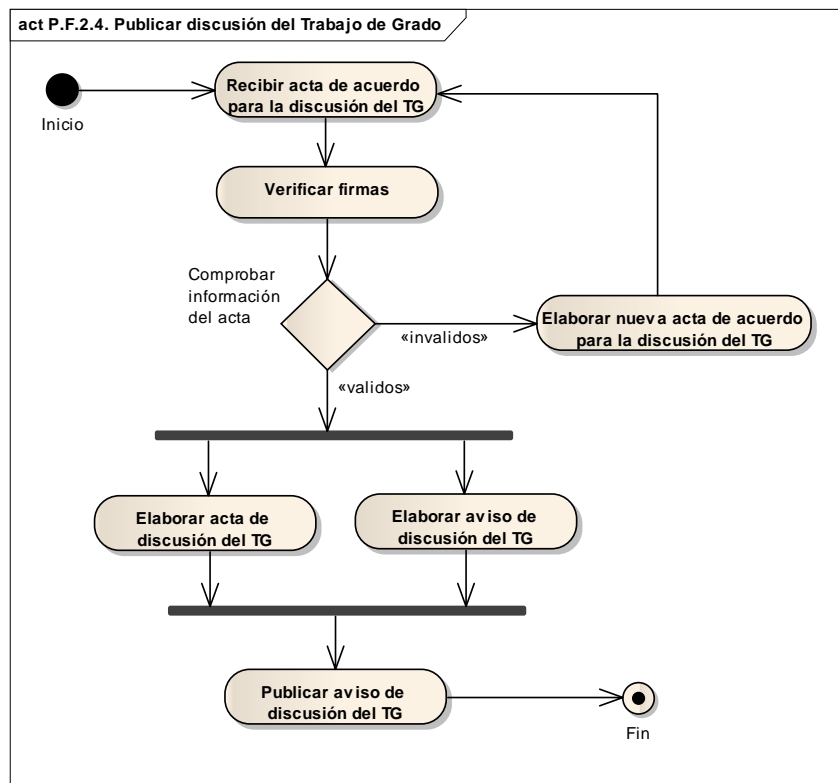 act P.F.2.4. Publicar discusión del Trabajo de Grado
Recibir acta de acuerdo
para la discusión del TG
Inicio
Verificar firmas
Comprobar
información
del acta
«invalidos»
Elaborar nueva acta de acuerdo
para la discusión del TG
«validos»
Elaborar acta de
discusión del TG
Elaborar aviso de
discusión del TG
Publicar aviso de
discusión del TG
Fin